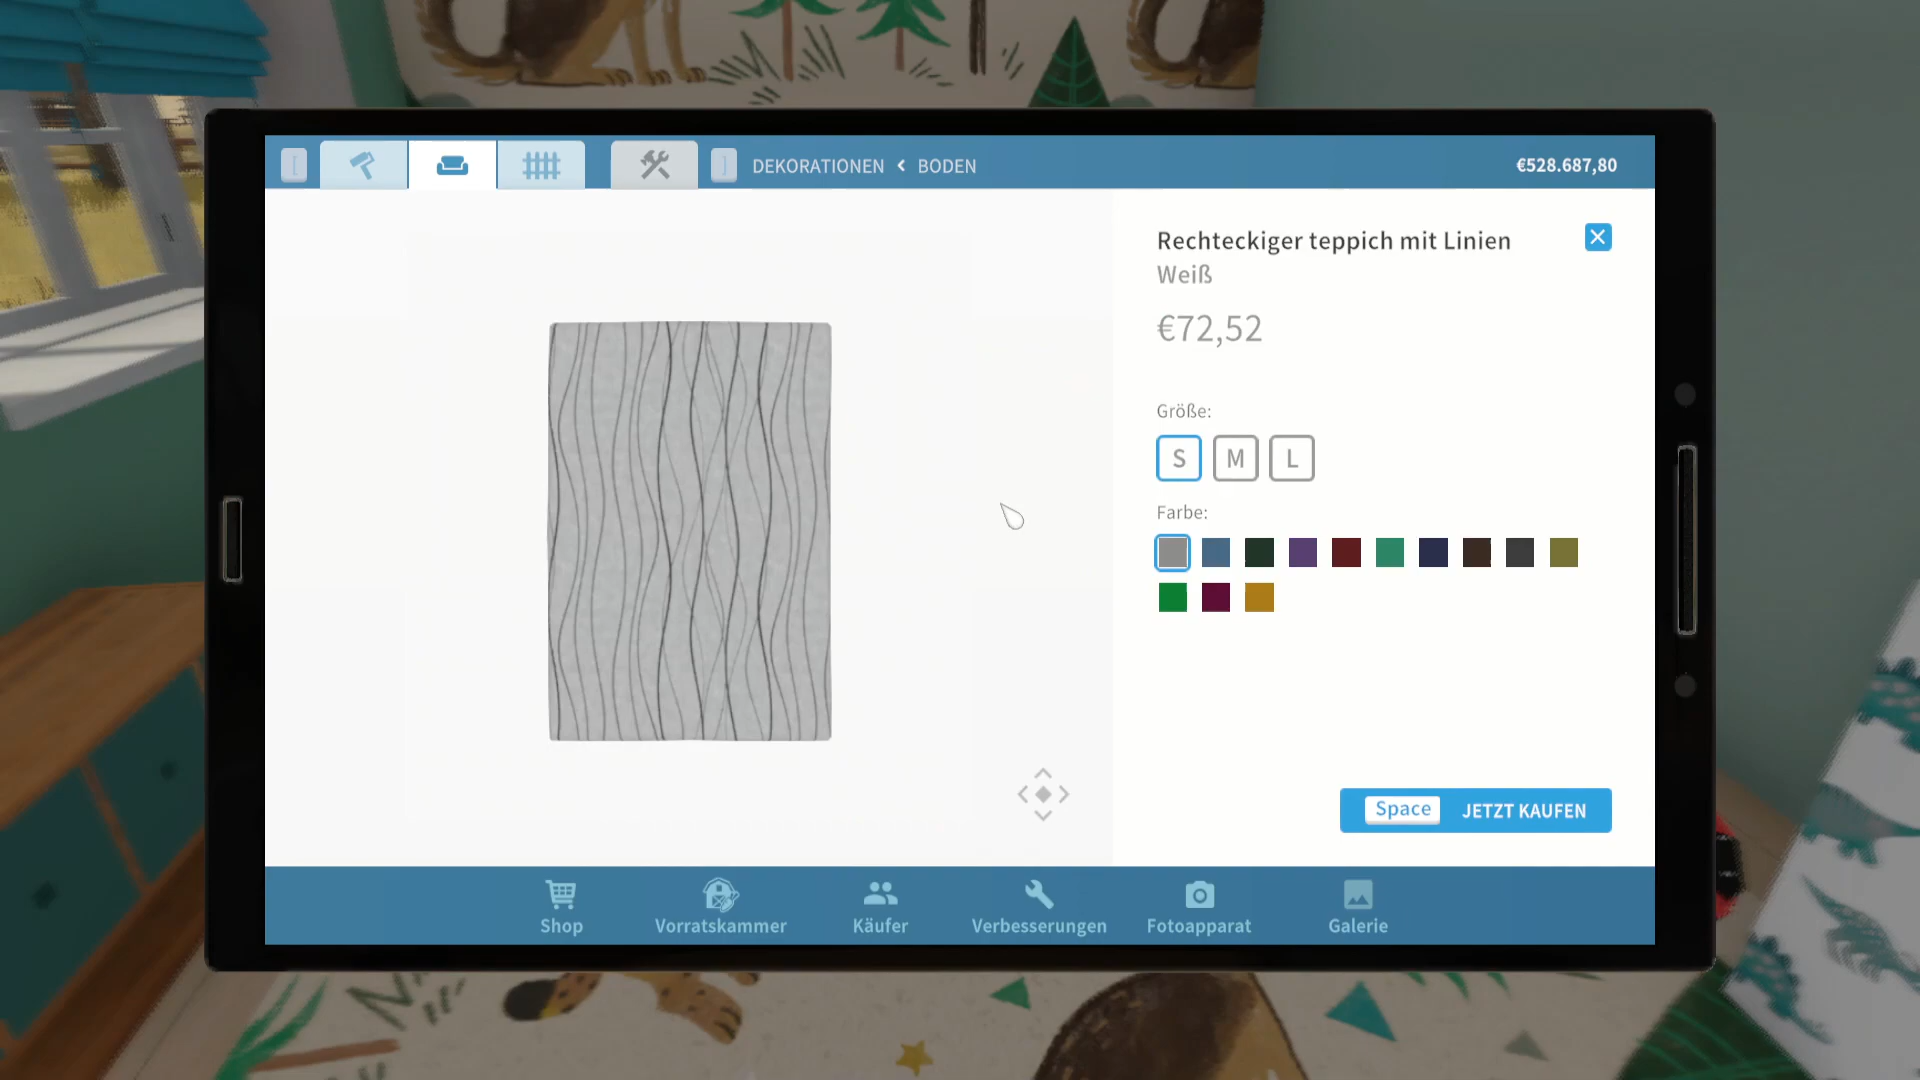 [
] DEKORATIONEN < BODEN
€528.687,80
Rechteckiger teppich mit Linien
Weiß
€72,52
Größe:
S M L
Farbe:
Space JETZT KAUFEN
Shop Vorratskammer Käufer Verbesserungen Fotoapparat Galerie